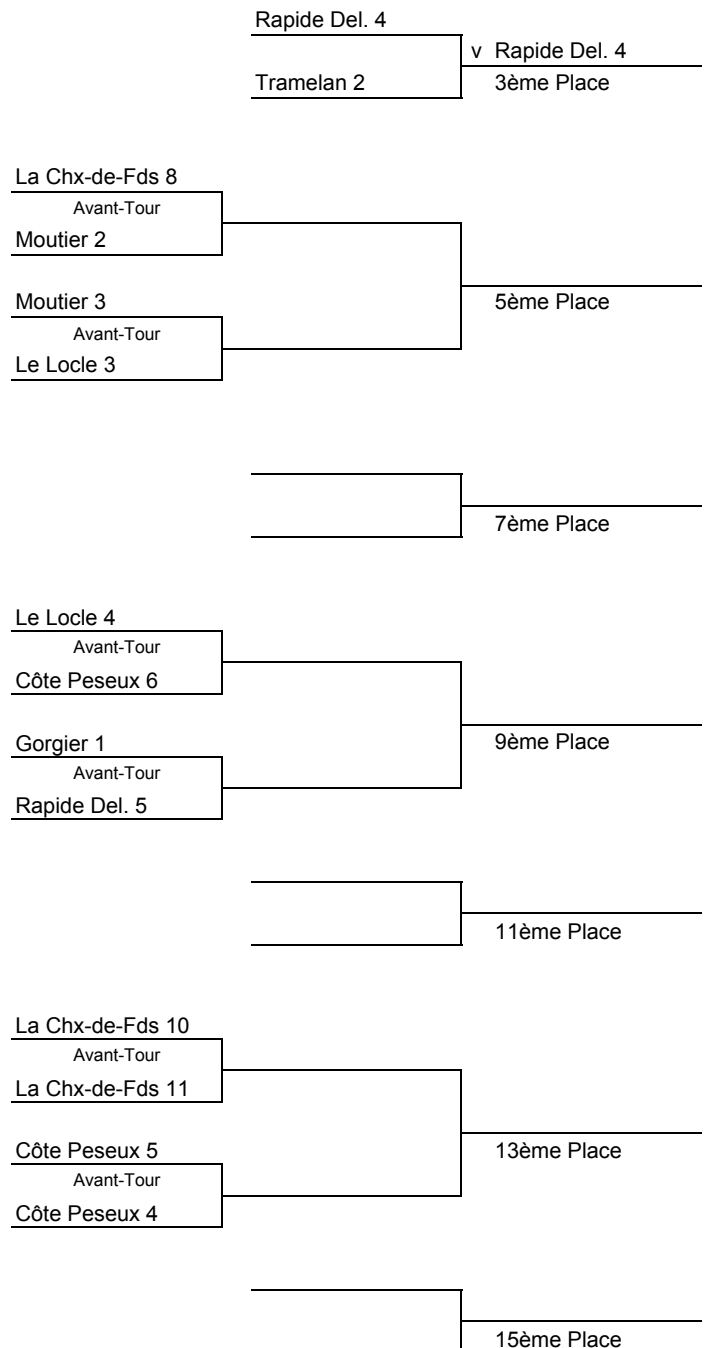 Rapide Del. 4
v Rapide Del. 4
Tramelan 2
3ème Place
La Chx-de-Fds 8
Avant-Tour
Moutier 2
Moutier 3
5ème Place
Avant-Tour
Le Locle 3
7ème Place
Le Locle 4
Avant-Tour
Côte Peseux 6
Gorgier 1
9ème Place
Avant-Tour
Rapide Del. 5
11ème Place
La Chx-de-Fds 10
Avant-Tour
La Chx-de-Fds 11
Côte Peseux 5
13ème Place
Avant-Tour
Côte Peseux 4
15ème Place